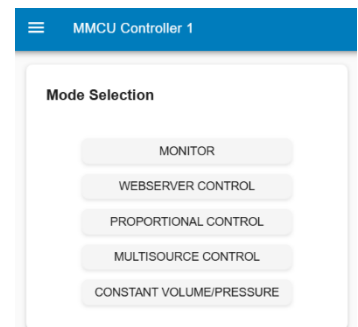 MMCU Controller 1
Mode Selection
MONITOR
WEBSERVER CONTROL
PROPORTIONAL CONTROL
MULTISOURCE CONTROL
CONSTANT VOLUME/PRESSURE